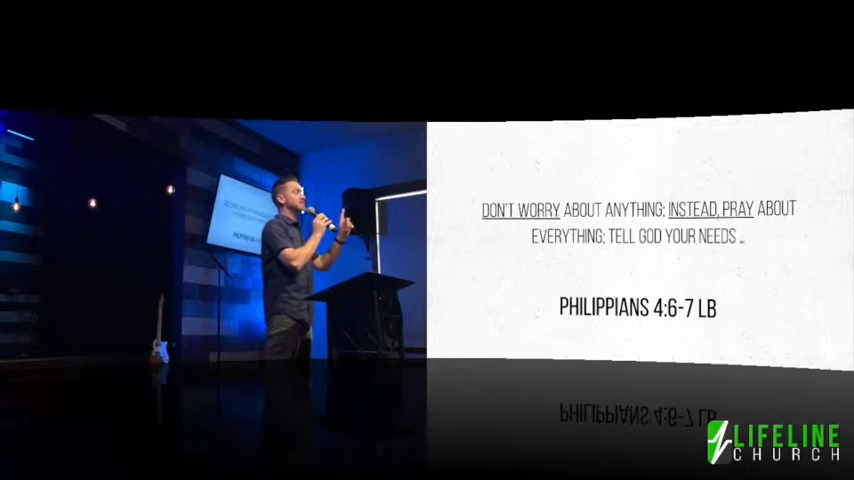 DON'T WORRY ABOUT ANYTHING; INSTEAD, PRAY ABOUT
EVERYTHING; TELL GOD YOUR NEEDS ...
PHILIPPIANS 4:6-7 LB
LIFELINE
CHURCH